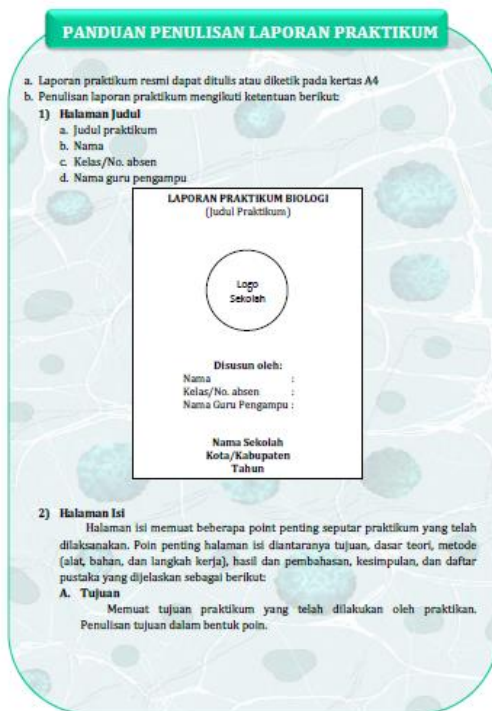 PANDUAN PENULISAN LAPORAN PRAKTIKUM
a. Laporan praktikum resmi dapat ditulis atau diketik pada kertas A4
b. Penulisan laporan praktikum mengikuti ketentuan berikut:
1) Halaman Judul
a. Judul praktikum
b. Nama
c. Kelas/No. absen
d. Nama guru pengampu
LAPORAN PRAKTIKUM BIOLOGI
(Judul Praktikum)
Logo
Sekolah
Disusun oleh:
Nama :
Kelas/No. absen :
Nama Guru Pengampu :
Nama Sekolah
Kota/Kabupaten
Tahun
2) Halaman Isi
Halaman isi memuat beberapa point penting seputar praktikum yang telah
dilaksanakan. Poin penting halaman isi diantaranya tujuan, dasar teori, metode
(alat, bahan, dan langkah kerja), hasil dan pembahasan, kesimpulan, dan daftar
pustaka yang dijelaskan sebagai berikut:
A. Tujuan
Memuat tujuan praktikum yang telah dilakukan oleh praktikan.
Penulisan tujuan dalam bentuk poin.